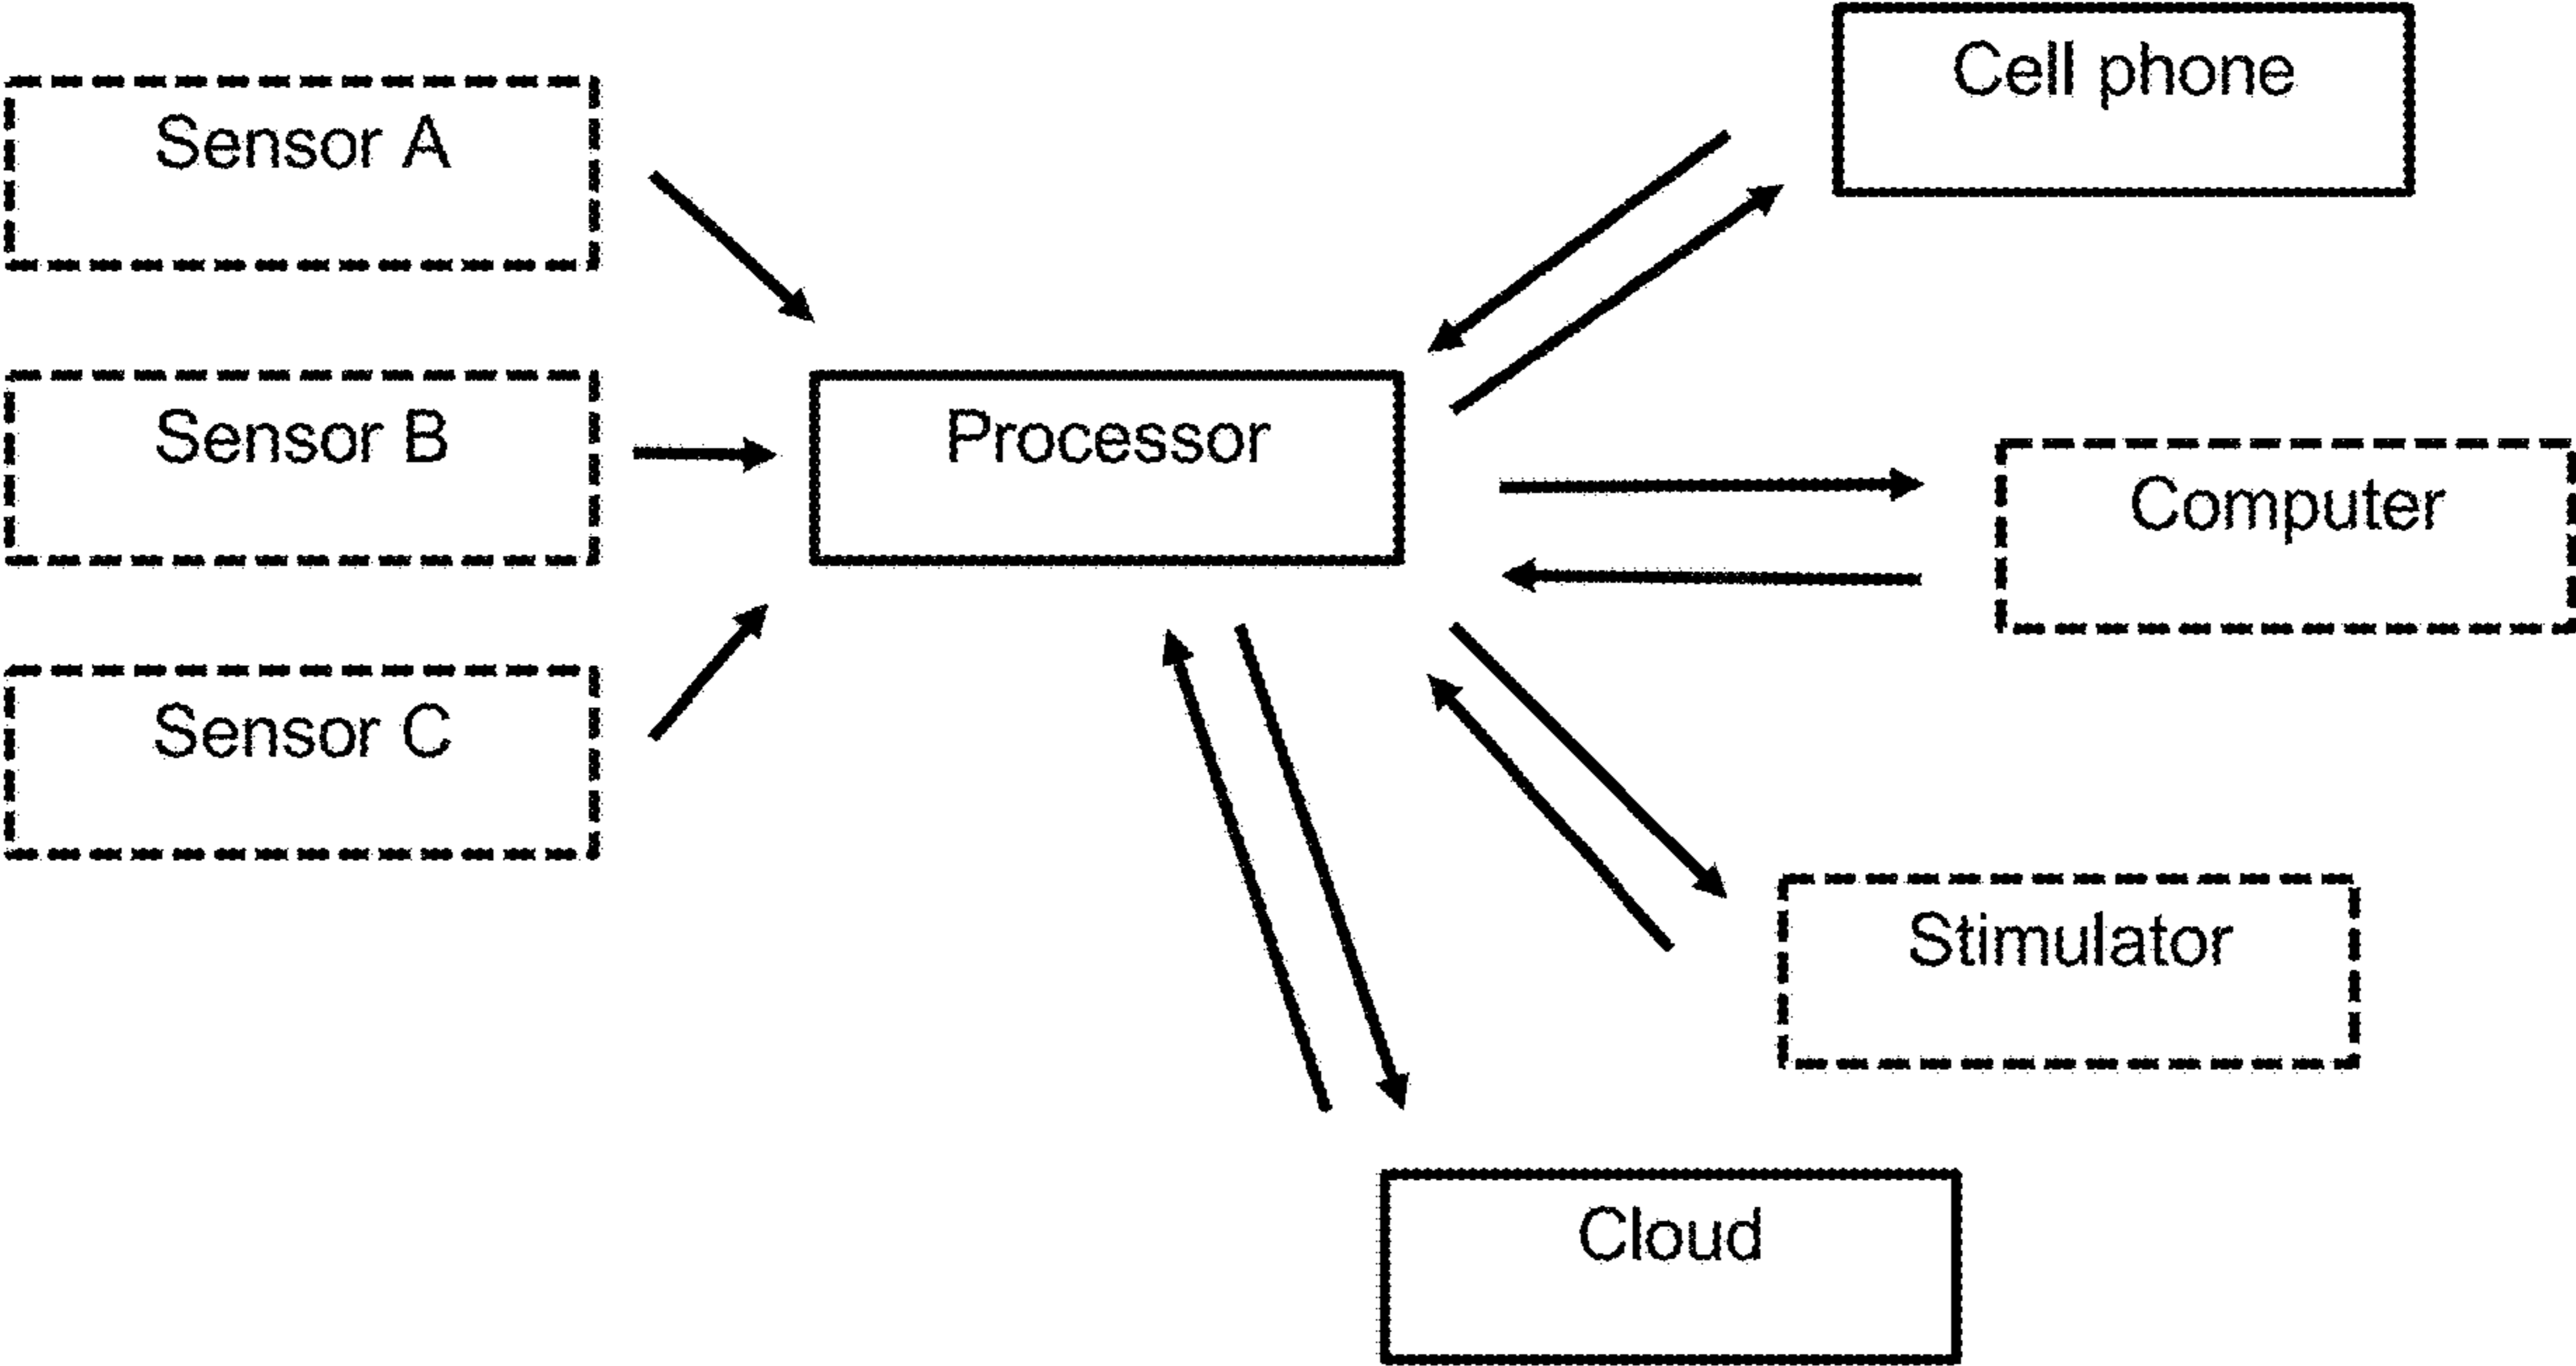 Cell phone
Sensor A
Sensor B
Processor
Computer
Sensor C
Stimulator
Cloud